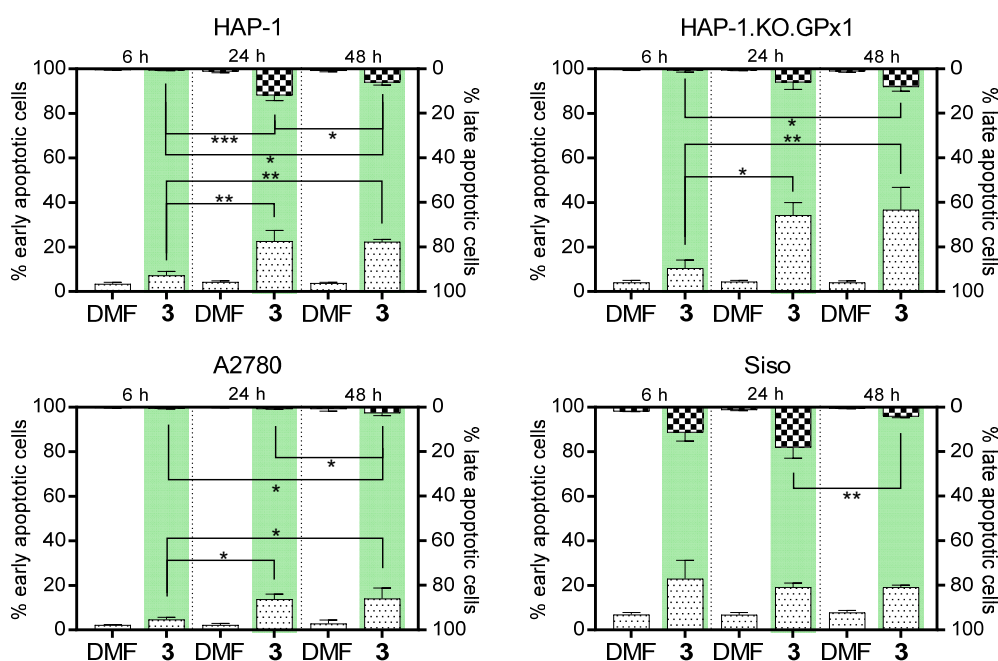 HAP-1
6 h 24 h 48 h
% early apoptotic cells
100 80 60 40 20 0
*** *
*
**
**
0 20 40 60 80 100
% late apoptotic cells
DMF 3 DMF 3 DMF 3
HAP-1.KO.GPx1
6 h 24 h 48 h
% early apoptotic cells
100 80 60 40 20 0
*
**
*
0 20 40 60 80 100
% late apoptotic cells
DMF 3 DMF 3 DMF 3
A2780
6 h 24 h 48 h
% early apoptotic cells
100 80 60 40 20 0
*
*
*
*
0 20 40 60 80 100
% late apoptotic cells
DMF 3 DMF 3 DMF 3
Siso
6 h 24 h 48 h
% early apoptotic cells
100 80 60 40 20 0
**
0 20 40 60 80 100
% late apoptotic cells
DMF 3 DMF 3 DMF 3